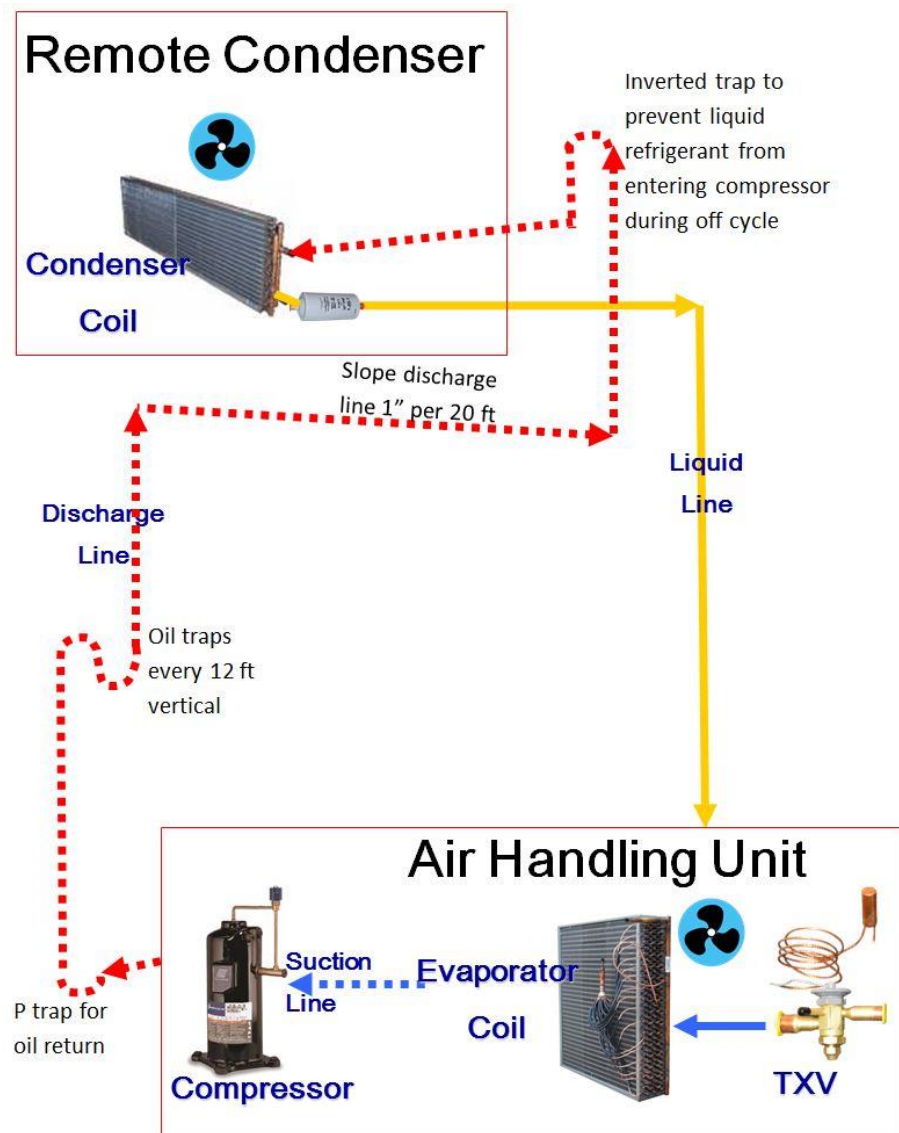 Remote Condenser
Inverted trap to
prevent liquid
refrigerant from
entering compressor
during off cycle
Condenser
Coil
Slope discharge
line 1” per 20 ft
Liquid
Line
Discharge
Line
Oil traps
every 12 ft
vertical
Air Handling Unit
Suction
Line
Evaporator
Coil
P trap for
oil return
Compressor
TXV